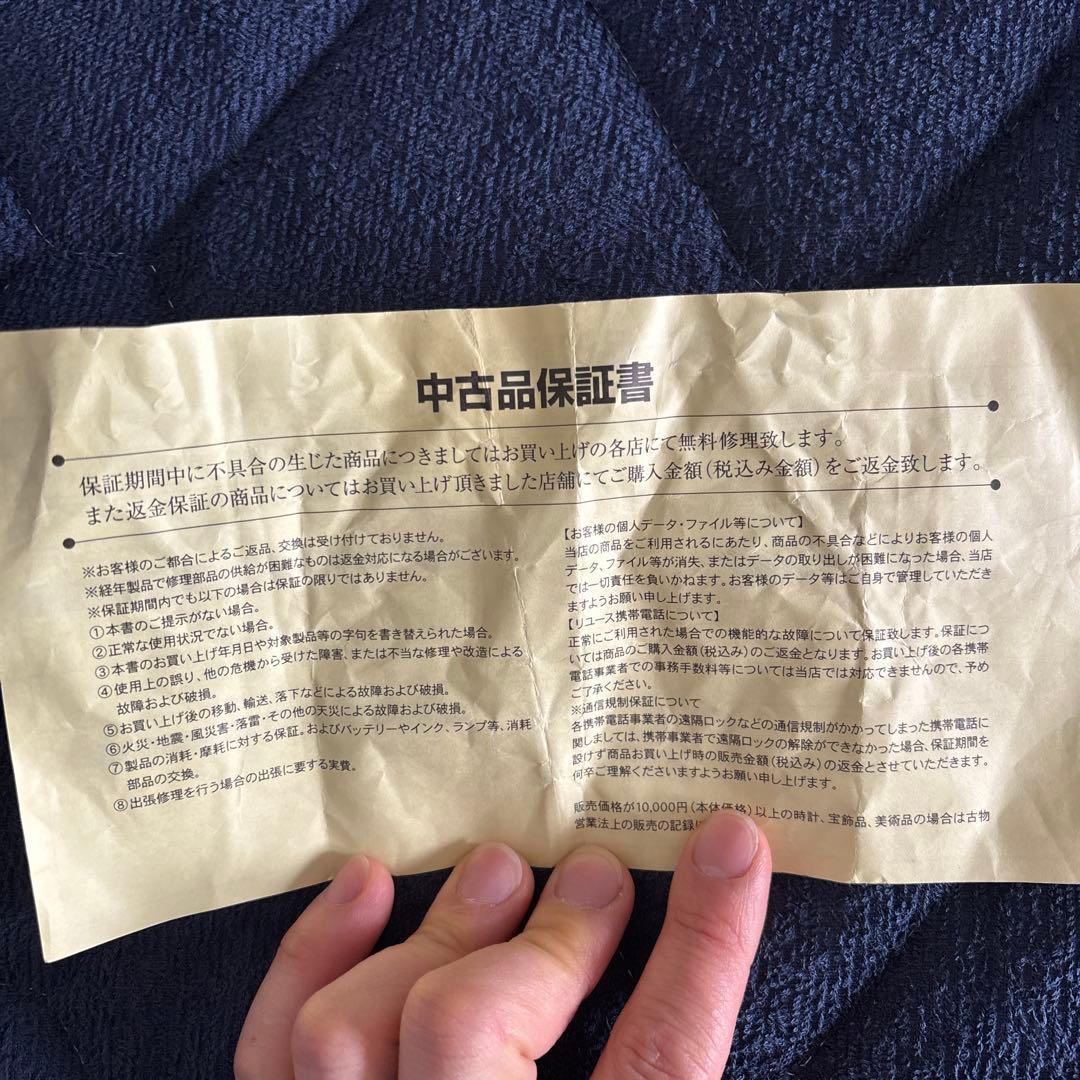 中古品保証書
保証期間中に不具合の生じた商品につきましてはお買い上げの各店にて無料修理致します。
また返金保証の商品についてはお買い上げ頂きました店舗にてご購入金額（税込み金額）をご返金致します。
※お客様のご都合によるご返品、交換は受け付けておりません。
※経年製品で修理部品の供給が困難なものは返金対応になる場合がございます。
※保証期間内でも以下の場合は保証の限りではありません。
①本書のご提示がない場合。
②正常な使用状況でない場合。
③本書のお買い上げ年月日や対象製品等の字句を書き替えられた場合。
④使用上の誤り、他の危機から受けた障害、または不当な修理や改造による
故障および破損。
⑤お買い上げ後の移動、輸送、落下などによる故障および破損。
⑥火災・地震・風災害・落雷・その他の天災による故障および破損。
⑦製品の消耗・摩耗に対する保証。およびバッテリーやインク、ランプ等、消耗
部品の交換。
⑧出張修理を行う場合の出張に要する実費。
【お客様の個人データ・ファイル等について】
当店の商品をご利用されるにあたり、商品の不具合などによりお客様の個人
データ、ファイル等が消失、またはデータの取り出しが困難になった場合、当店
では一切責任を負いかねます。お客様のデータ等はご自身で管理していただき
ますようお願い申し上げます。
【リユース携帯電話について】
正常にご利用された場合での機能的な故障について保証致します。保証につ
いては商品のご購入金額（税込み）のご返金となります。お買い上げ後の各携帯
電話事業者での事務手数料等については当店では対応できませんので、予め
ご了承ください。
※通信規制保証について
各携帯電話事業者の遠隔ロックなどの通信規制がかかってしまった携帯電話に
関しましては、携帯事業者で遠隔ロックの解除ができなかった場合、保証期間を
設けず商品お買い上げ時の販売金額（税込み）の返金とさせていただきます。
何卒ご理解くださいますようお願い申し上げます。
販売価格が10,000円（本体価格）以上の時計、宝飾品、美術品の場合は古物
営業法上の販売の記録